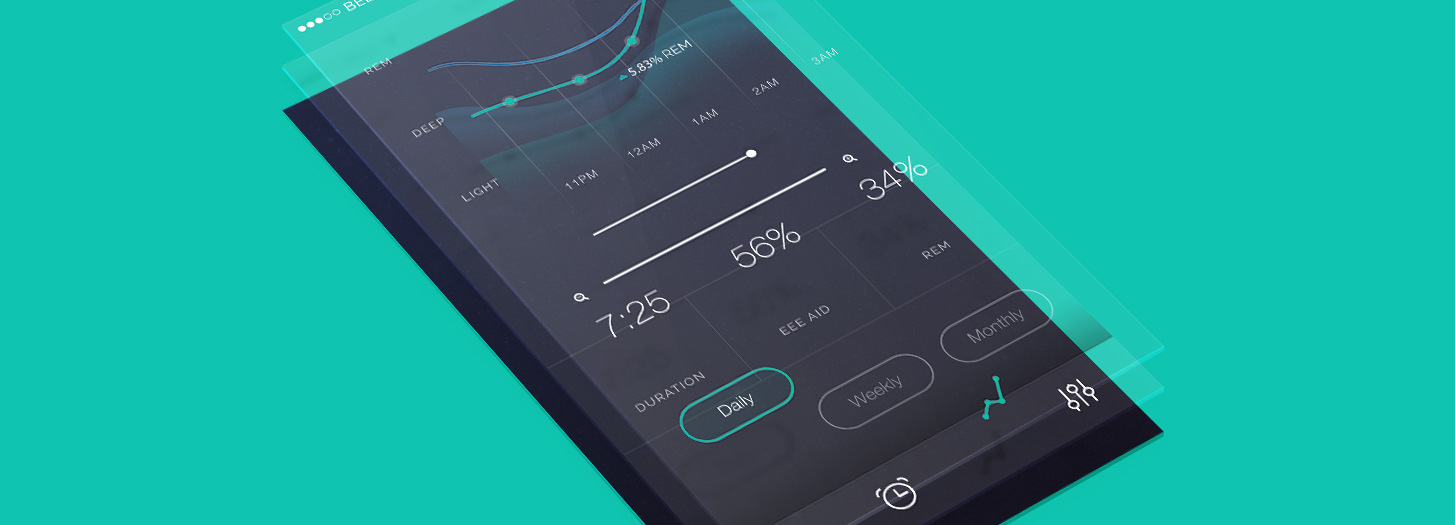 REM
5.83% REM
DEEP
LIGHT
11PM
12AM
1AM
2AM
3AM
7:25
56%
34%
DURATION
EEE AID
REM
Daily
Weekly
Monthly